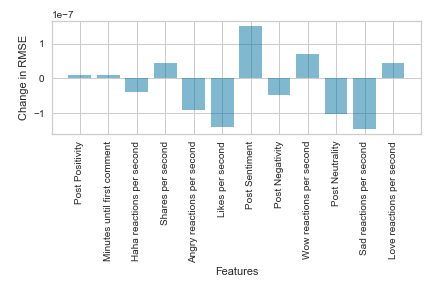 1e−7
Change in RMSE
1
0
−1
Post Positivity
Minutes until first comment
Haha reactions per second
Shares per second
Angry reactions per second
Likes per second
Post Sentiment
Post Negativity
Wow reactions per second
Post Neutrality
Sad reactions per second
Love reactions per second
Features